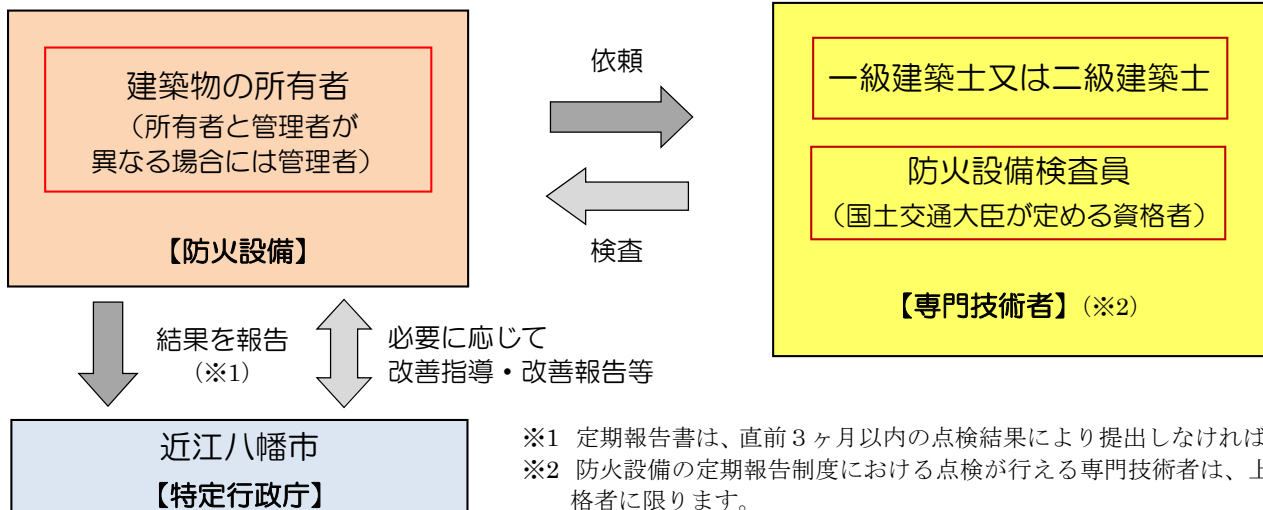 建築物の所有者
（所有者と管理者が
異なる場合には管理者）
【防火設備】
依頼
検査
一級建築士又は二級建築士
防火設備検査員
（国土交通大臣が定める資格者）
【専門技術者】（※2）
結果を報告
（※1）
必要に応じて
改善指導・改善報告等
近江八幡市
【特定行政庁】
※1 定期報告書は、直前３ヶ月以内の点検結果により提出しなければ
※2 防火設備の定期報告制度における点検が行える専門技術者は、上
格者に限ります。